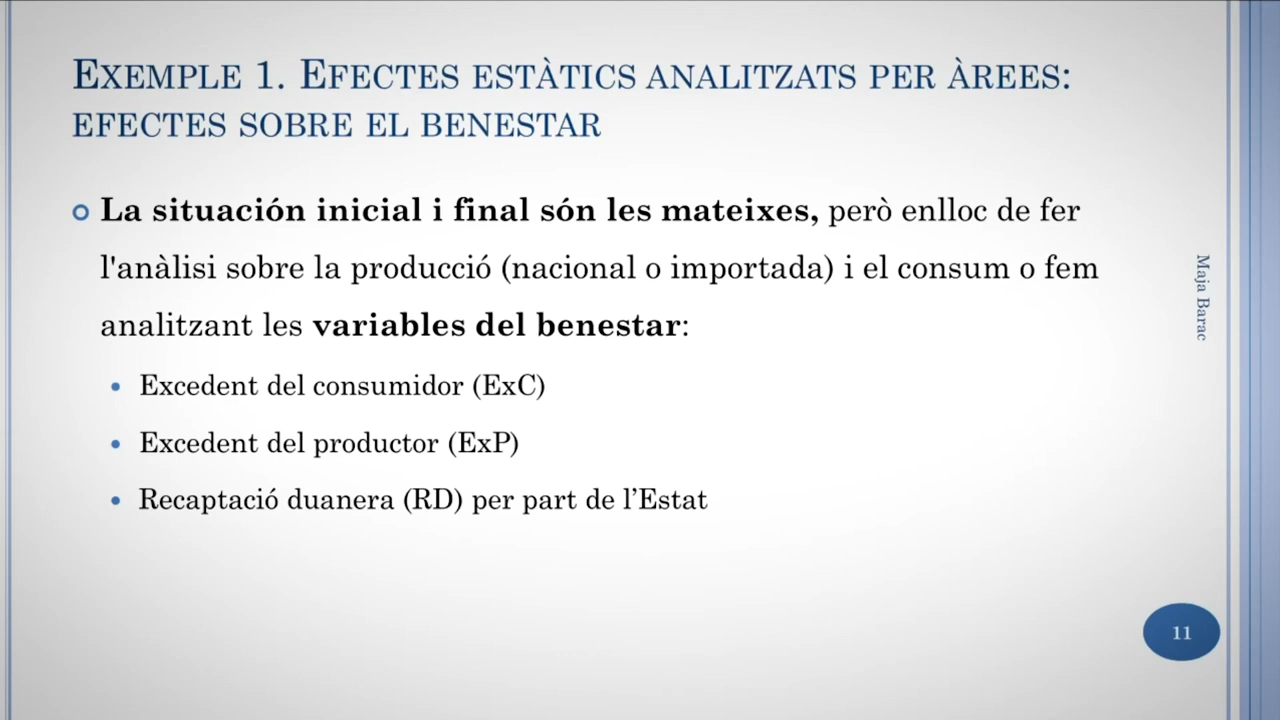 EXEMPLE 1. EFECTES ESTÀTICS ANALITZATS PER ÀREES:
EFECTES SOBRE EL BENESTAR
La situación inicial i final són les mateixes, però enlloc de fer
l'anàlisi sobre la producció (nacional o importada) i el consum o fem
analitzant les variables del benestar:
Excedent del consumidor (ExC)
Excedent del productor (ExP)
Recaptació duanera (RD) per part de l’Estat
Maja Barac
11